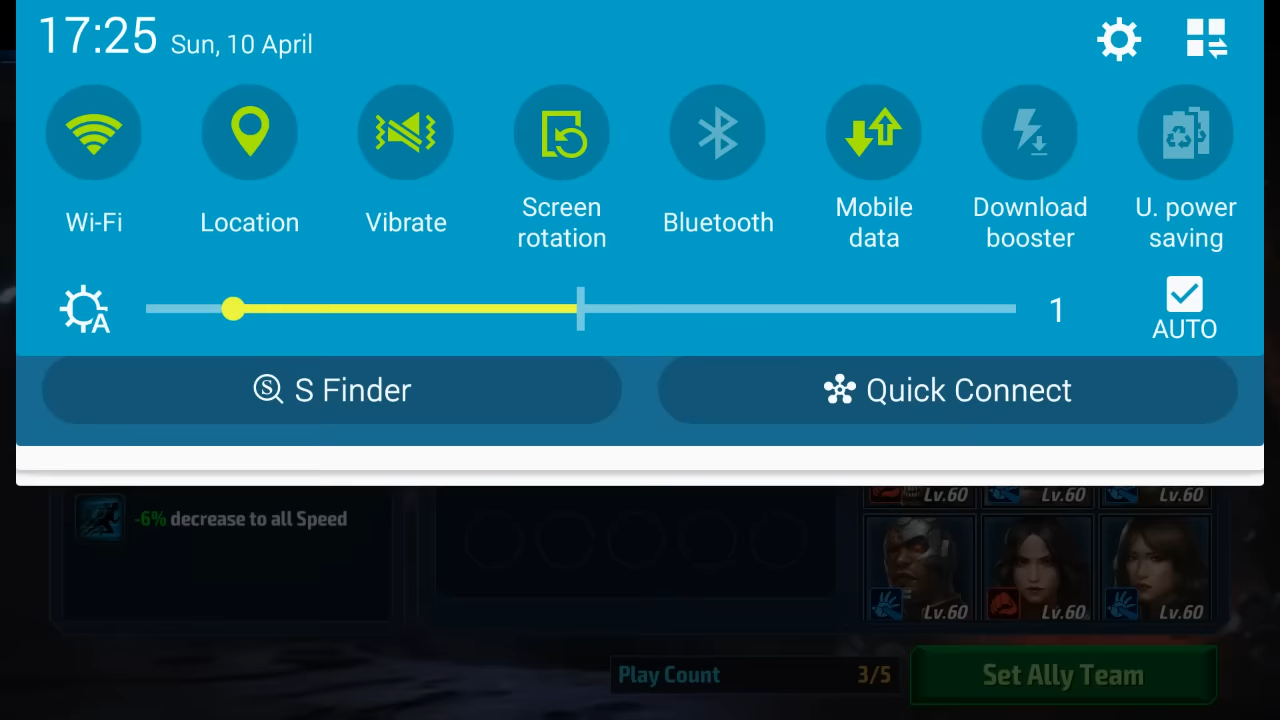 17:25 Sun, 10 April
Wi-Fi
Location
Vibrate
Screen
rotation
Bluetooth
Mobile
data
Download
booster
U. power
saving
A
1
AUTO
S Finder
Quick Connect
Lv.60 Lv.60 Lv.60
-6% decrease to all Speed
Lv.60 Lv.60 Lv.60
Play Count 3/5
Set Ally Team